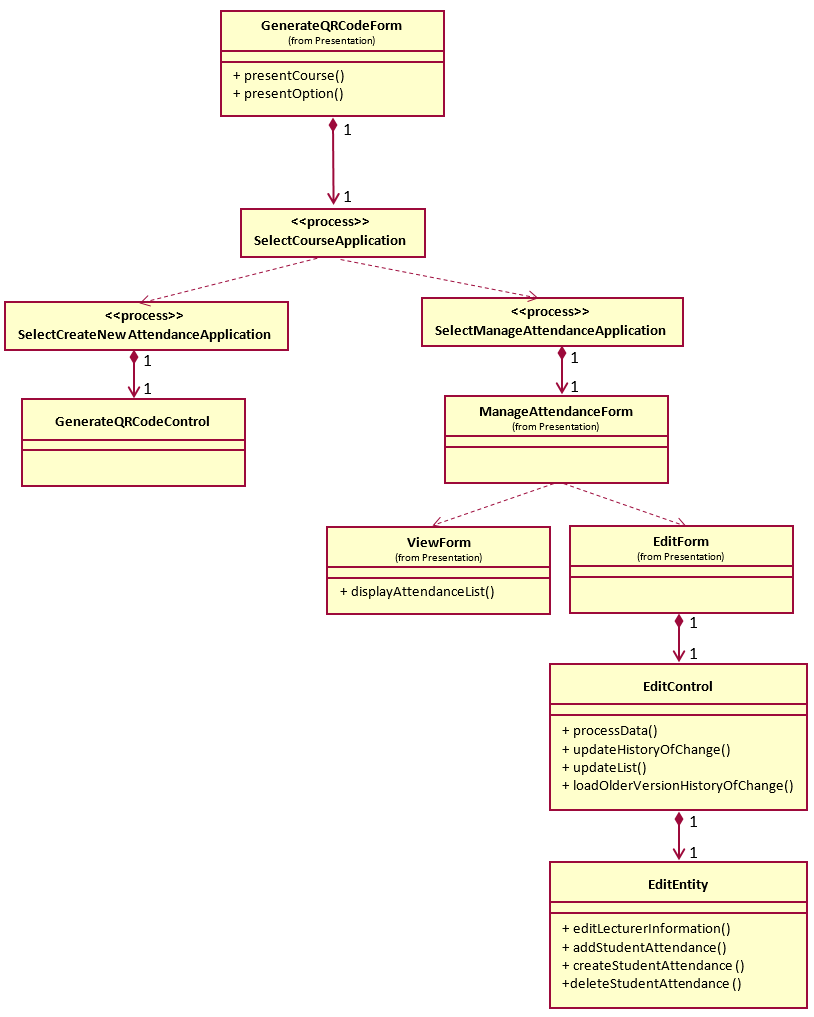 GenerateQRCodeForm
(from Presentation)
+ presentCourse()
+ presentOption()
1
1
<<process>>
SelectCourseApplication
<<process>>
SelectCreateNew AttendanceApplication
<<process>>
SelectManageAttendanceApplication
1
1
1
1
GenerateQRCodeControl
ManageAttendanceForm
(from Presentation)
ViewForm
(from Presentation)
+ displayAttendanceList()
EditForm
(from Presentation)
1
1
EditControl
+ processData()
+ updateHistoryOfChange()
+ updateList()
+ loadOlderVersionHistoryOfChange()
1
1
EditEntity
+ editLecturerInformation()
+ addStudentAttendance()
+ createStudentAttendance ()
+deleteStudentAttendance ()